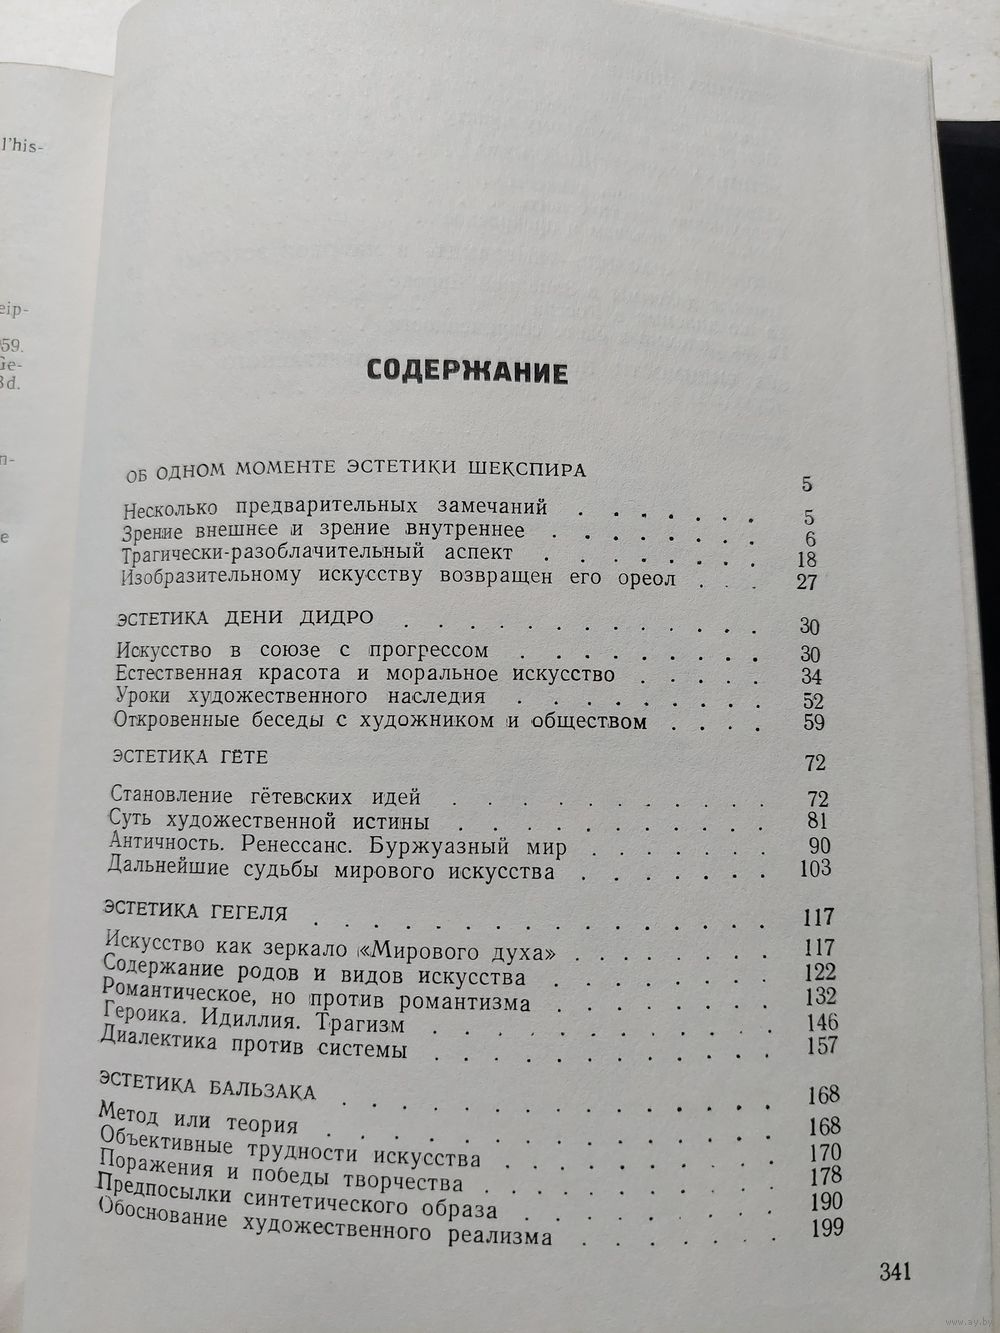 l'his-
eip-
59.
Ge-
Bd.
n-
e
СОДЕРЖАНИЕ
ОБ ОДНОМ МОМЕНТЕ ЭСТЕТИКИ ШЕКСПИРА 5
Несколько предварительных замечаний . . . . . . . 5
Зрение внешнее и зрение внутреннее . . . . . . . . 6
Трагически-разоблачительный аспект . . . . . . . . 18
Изобразительному искусству возвращен его ореол . . . 27
ЭСТЕТИКА ДЕНИ ДИДРО . . . . . . . . . . . . 30
Искусство в союзе с прогрессом . . . . . . . . . 30
Естественная красота и моральное искусство . . . . . 34
Уроки художественного наследия . . . . . . . . . 52
Откровенные беседы с художником и обществом . . . . 59
ЭСТЕТИКА ГЁТЕ 72
Становление гётевских идей . . . . . . . . . . . 72
Суть художественной истины . . . . . . . . . . . 81
Античность. Ренессанс. Буржуазный мир . . . . . . . 90
Дальнейшие судьбы мирового искусства . . . . . . . 103
ЭСТЕТИКА ГЕГЕЛЯ . . . . . . . . . . . . . . . 117
Искусство как зеркало «Мирового духа» . . . . . . . . 117
Содержание родов и видов искусства . . . . . . . . 122
Романтическое, но против романтизма . . . . . . . . 132
Героика. Идиллия. Трагизм . . . . . . . . . . . 146
Диалектика против системы . . . . . . . . . . . 157
ЭСТЕТИКА БАЛЬЗАКА . . . . . . . . . . . . . . 168
Метод или теория . . . . . . . . . . . . . . 168
Объективные трудности искусства . . . . . . . . . 170
Поражения и победы творчества . . . . . . . . . . 178
Предпосылки синтетического образа . . . . . . . . 190
Обоснование художественного реализма . . . . . . . 199
341
www.ay.by